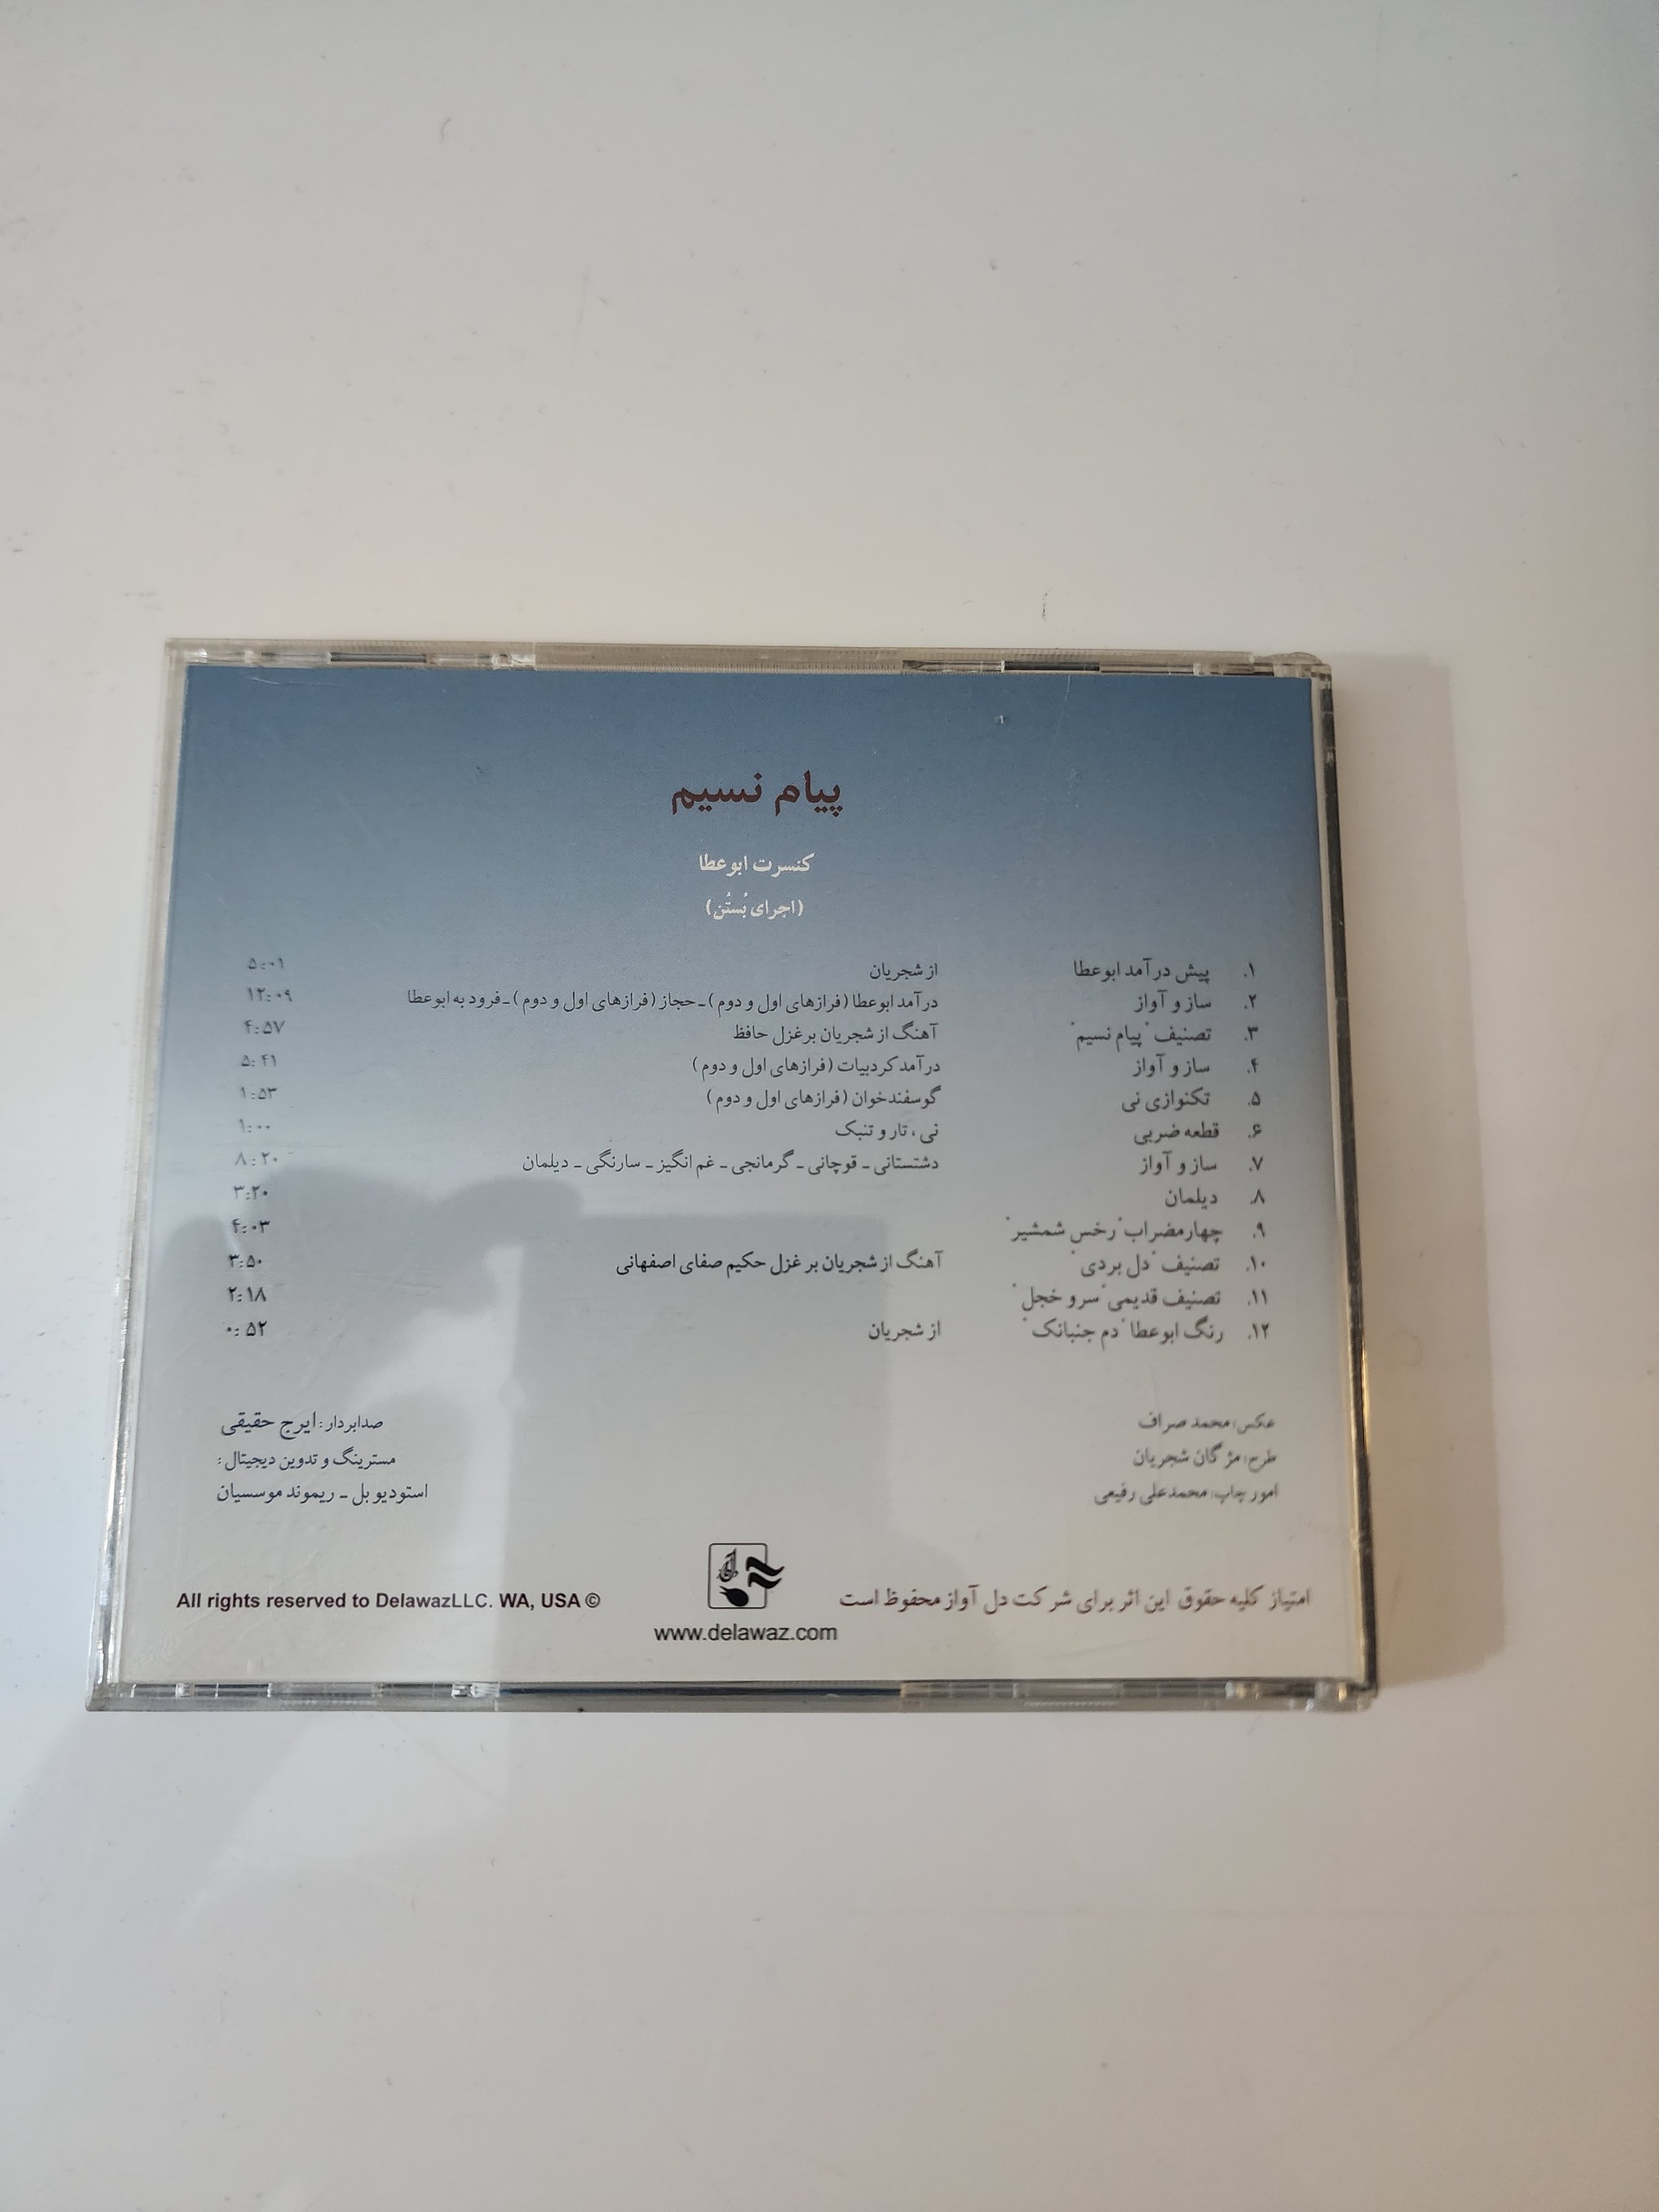 پیام نسیم
کنسرت ابوعطا
(اجرای بُستُن)
۱. پیش درآمد ابوعطا از شجریان ۵:۰۱
۲. ساز و آواز درآمد ابوعطا (فرازهای اول و دوم) ـ حجاز (فرازهای اول و دوم) ـ فرود به ابوعطا ۱۲:۰۹
۳. تصنیف "پیام نسیم" آهنگ از شجریان بر غزل حافظ ۴:۵۷
۴. ساز و آواز درآمد کردبیات (فرازهای اول و دوم) ۵:۴۱
۵. تکنوازی نی گوسفندخوان (فرازهای اول و دوم) ۱:۵۳
۶. قطعه ضربی نی، تار و تنبک ۱:۰۰
۷. ساز و آواز دشتستانی ـ قوچانی ـ گرمانجی ـ غم انگیز ـ سارنگی ـ دیلمان ۸:۲۰
۸. دیلمان ۳:۲۰
۹. چهارمضراب "رخس شمشیر" ۴:۰۳
۱۰. تصنیف "دل بردی" آهنگ از شجریان بر غزل حکیم صفای اصفهانی ۳:۵۰
۱۱. تصنیف قدیمی "سرو خجل" ۲:۱۸
۱۲. رنگ ابوعطا "دم جنبانک" از شجریان ۰:۵۲
عکس: محمد صراف
طرح: مژگان شجریان
امور چاپ: محمدعلی رفیعی
صدابردار: ایرج حقیقی
مسترینگ و تدوین دیجیتال:
استودیو بل ـ ریموند موسسیان
امتیاز کلیه حقوق این اثر برای شرکت دل آواز محفوظ است
All rights reserved to DelawazLLC. WA, USA ©
www.delawaz.com